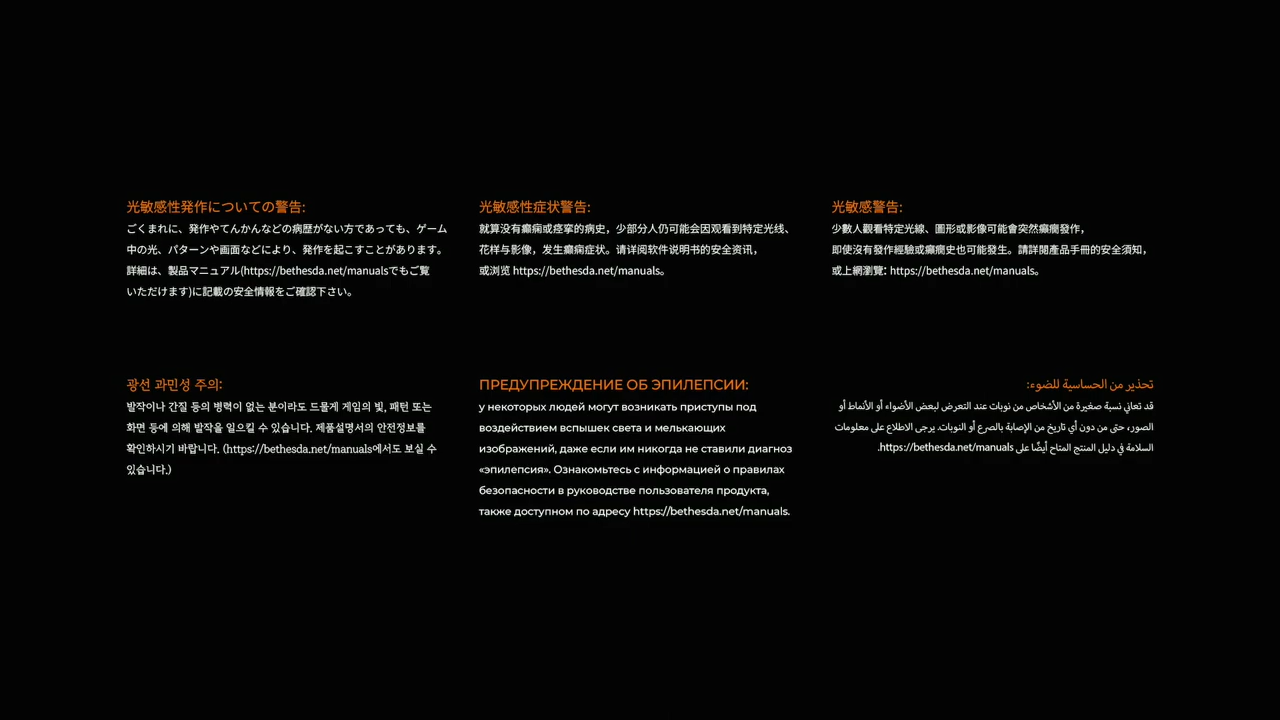 光敏感性発作についての警告:
ごくまれに、発作やてんかんなどの病歴がない方であっても、ゲーム
中の光、パターンや画面などにより、発作を起こすことがあります。
詳細は、製品マニュアル(https://bethesda.net/manualsでもご覧
いただけます)に記載の安全情報をご確認下さい。
光敏感性症状警告:
就算没有癫痫或痉挛的病史，少部分人仍可能会因观看到特定光线、
花样与影像，发生癫痫症状。请详阅软件说明书的安全资讯，
或浏览 https://bethesda.net/manuals。
光敏感警告:
少數人觀看特定光線、圖形或影像可能會突然癲癇發作，
即使沒有發作經驗或癲癇史也可能發生。請詳閱產品手冊的安全須知，
或上網瀏覽: https://bethesda.net/manuals。
광선 과민성 주의:
발작이나 간질 등의 병력이 없는 분이라도 드물게 게임의 빛, 패턴 또는
화면 등에 의해 발작을 일으킬 수 있습니다. 제품설명서의 안전정보를
확인하시기 바랍니다. (https://bethesda.net/manuals에서도 보실 수
있습니다.)
ПРЕДУПРЕЖДЕНИЕ ОБ ЭПИЛЕПСИИ:
у некоторых людей могут возникать приступы под
воздействием вспышек света и мелькающих
изображений, даже если им никогда не ставили диагноз
«эпилепсия». Ознакомьтесь с информацией о правилах
безопасности в руководстве пользователя продукта,
также доступном по адресу https://bethesda.net/manuals.
تحذير من الحساسية للضوء:
قد تعاني نسبة صغيرة من الأشخاص من نوبات عند التعرض لبعض الأضواء أو الأنماط أو
الصور، حتى من دون أي تاريخ من الإصابة بالصرع أو النوبات. يرجى الاطلاع على معلومات
السلامة في دليل المنتج المتاح أيضًا على https://bethesda.net/manuals.